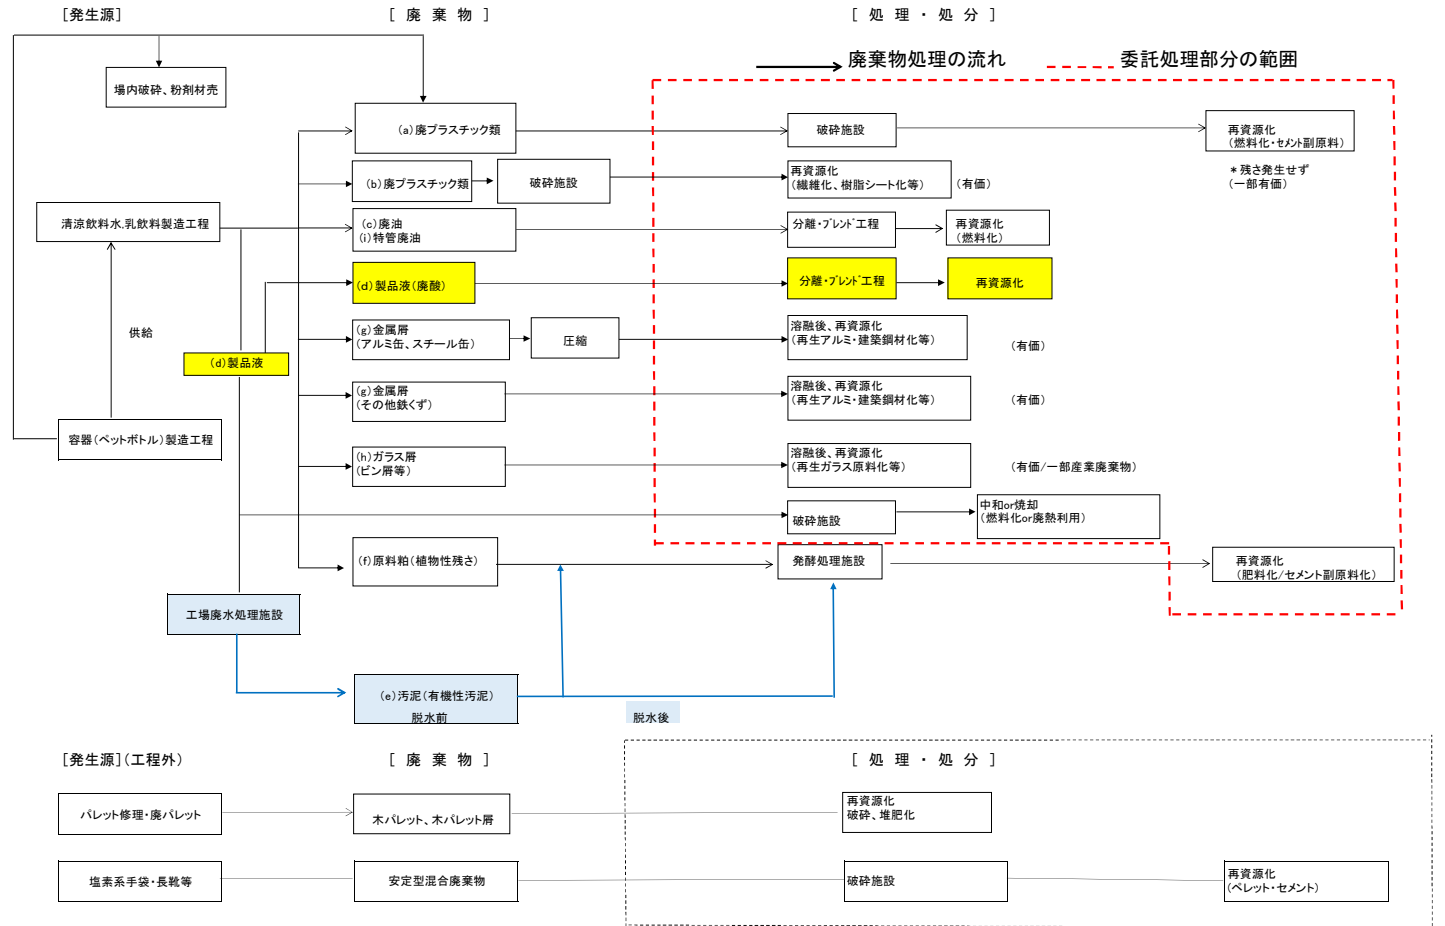 [発生源]
[ 廃 棄 物 ]
[ 処 理 ・ 処 分 ]
廃棄物処理の流れ
委託処理部分の範囲
場内破砕、粉剤材売
(a)廃プラスチック類
破砕施設
再資源化
(燃料化・セメント副原料)
(b)廃プラスチック類
破砕施設
再資源化
(繊維化、樹脂シート化等)
(有価)
*残さ発生せず
(一部有価)
清涼飲料水,乳飲料製造工程
(c)廃油
(i)特管廃油
分離・ブレンド工程
再資源化
(燃料化)
(d)製品液(廃酸)
分離・ブレンド工程
再資源化
供給
(d)製品液
(g)金属屑
(アルミ缶、スチール缶)
圧縮
溶融後、再資源化
(再生アルミ・建築鋼材化等)
(有価)
(g)金属屑
(その他鉄くず)
溶融後、再資源化
(再生アルミ・建築鋼材化等)
(有価)
容器(ペットボトル)製造工程
(h)ガラス屑
(ビン屑等)
溶融後、再資源化
(再生ガラス原料化等)
(有価/一部産業廃棄物)
破砕施設
中和or焼却
(燃料化or廃熱利用)
(f)原料粕(植物性残さ)
発酵処理施設
再資源化
(肥料化/セメント副原料化)
工場廃水処理施設
(e)汚泥(有機性汚泥)
脱水前
脱水後
[発生源](工程外)
[ 廃 棄 物 ]
[ 処 理 ・ 処 分 ]
パレット修理・廃パレット
木パレット、木パレット屑
再資源化
破砕、堆肥化
塩素系手袋・長靴等
安定型混合廃棄物
破砕施設
再資源化
(ペレット・セメント)